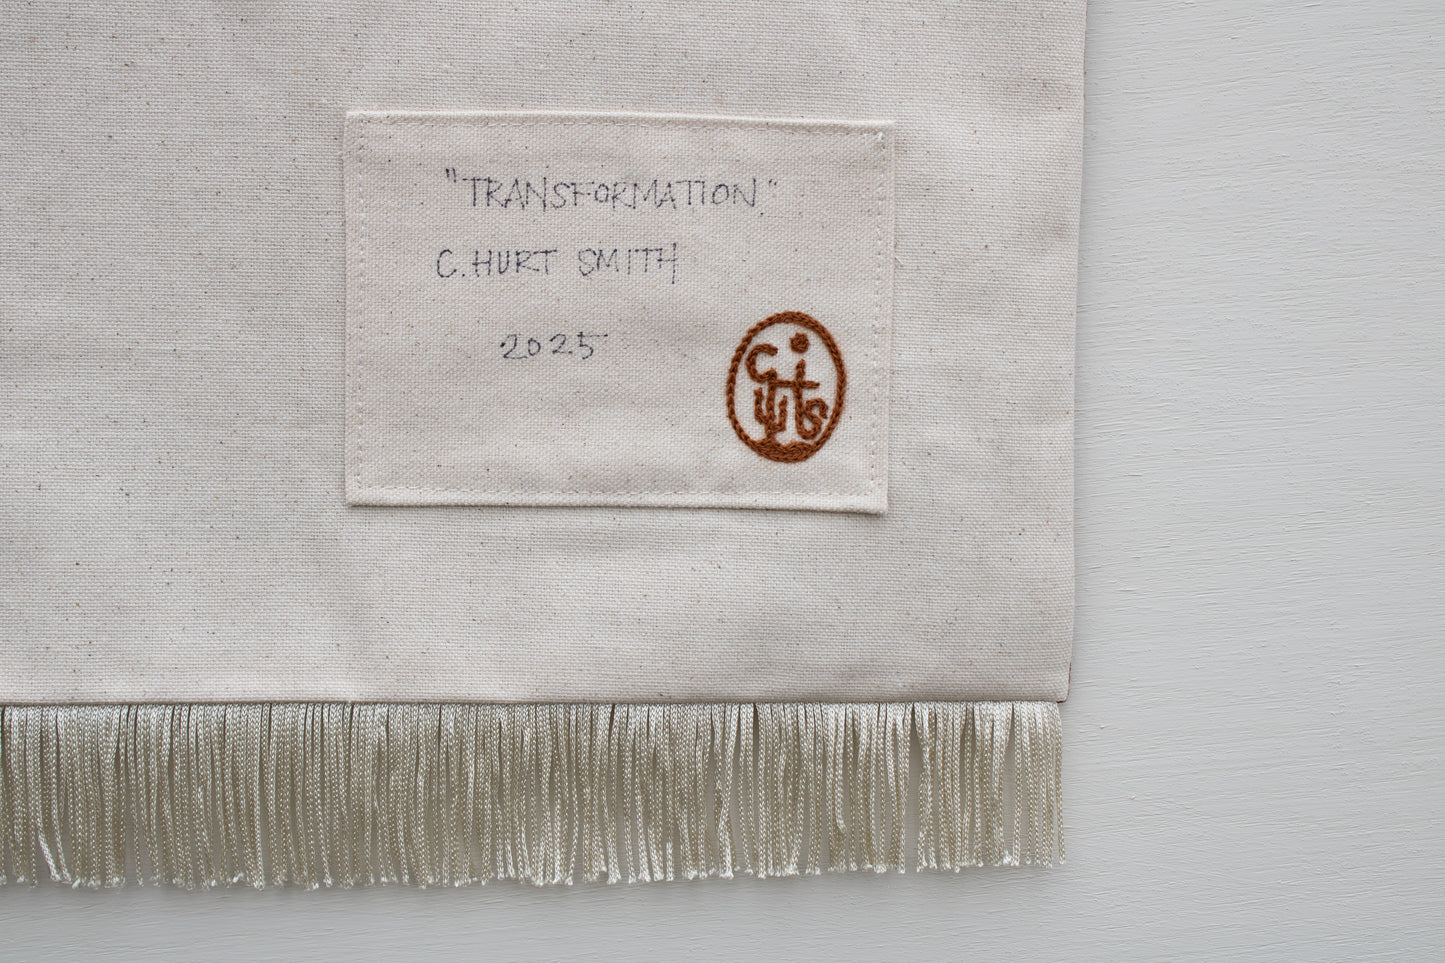 "TRANSFORMATION"
C. HURT SMITH
2025